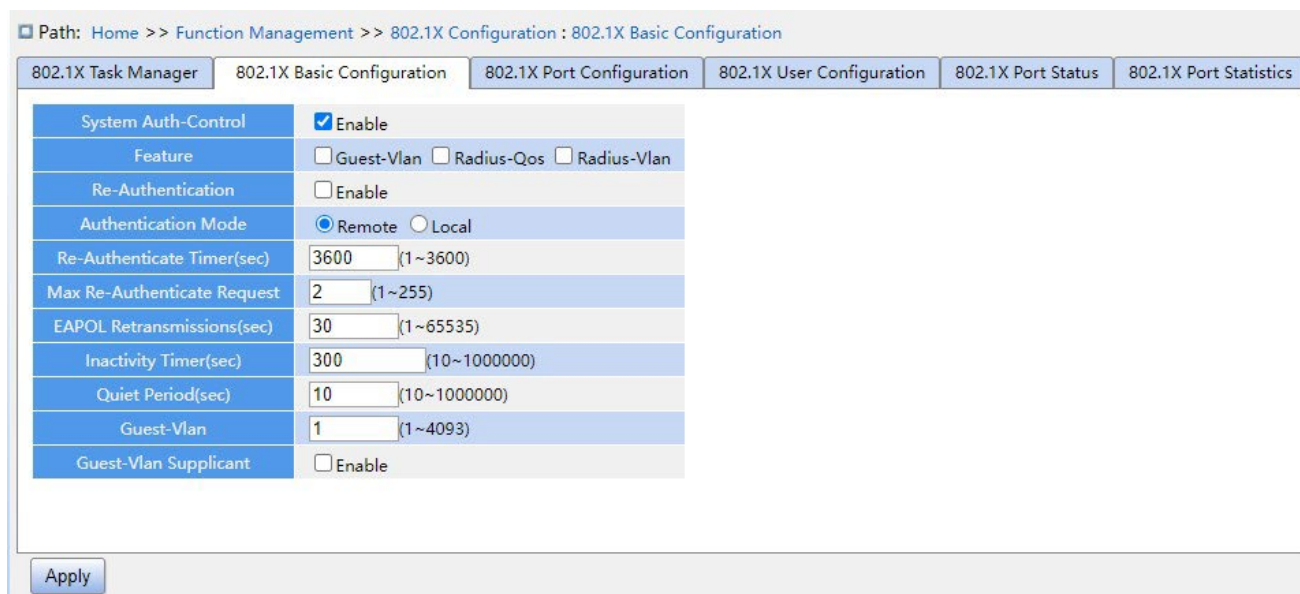 Path: Home >> Function Management >> 802.1X Configuration : 802.1X Basic Configuration
802.1X Task Manager 802.1X Basic Configuration 802.1X Port Configuration 802.1X User Configuration 802.1X Port Status 802.1X Port Statistics
System Auth-Control Enable
Feature Guest-Vlan Radius-Qos Radius-Vlan
Re-Authentication Enable
Authentication Mode Remote Local
Re-Authenticate Timer(sec) 3600 (1~3600)
Max Re-Authenticate Request 2 (1~255)
EAPOL Retransmissions(sec) 30 (1~65535)
Inactivity Timer(sec) 300 (10~1000000)
Quiet Period(sec) 10 (10~1000000)
Guest-Vlan 1 (1~4093)
Guest-Vlan Supplicant Enable
Apply